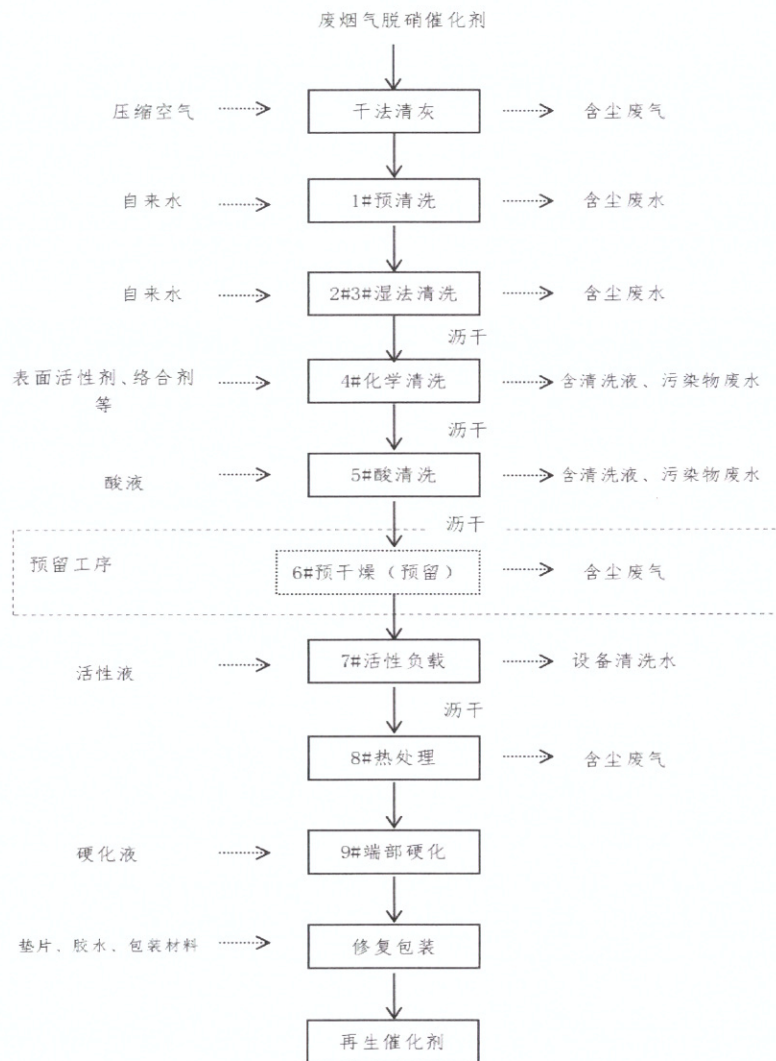 废烟气脱硝催化剂
压缩空气
干法清灰
含尘废气
自来水
1#预清洗
含尘废水
自来水
2#3#湿法清洗
含尘废水
沥干
表面活性剂、络合剂
等
4#化学清洗
含清洗液、污染物废水
沥干
酸液
5#酸清洗
含清洗液、污染物废水
沥干
预留工序
6#预干燥（预留）
含尘废气
活性液
7#活性负载
设备清洗水
沥干
8#热处理
含尘废气
硬化液
9#端部硬化
垫片、胶水、包装材料
修复包装
再生催化剂